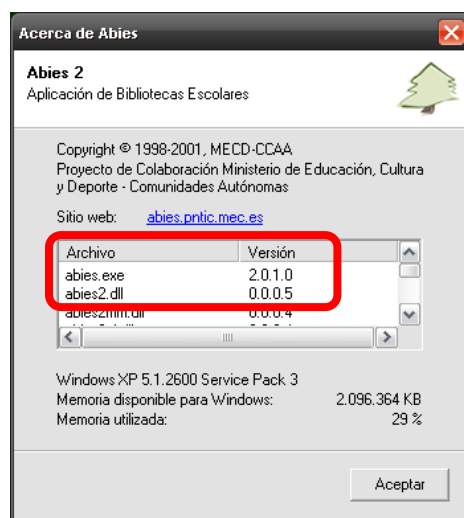 Acerca de Abies
Abies 2
Aplicación de Bibliotecas Escolares
Copyright © 1998-2001, MECD-CCAA
Proyecto de Colaboración Ministerio de Educación, Cultura
y Deporte - Comunidades Autónomas
Sitio web: abies.pntic.mec.es
Archivo Versión
abies.exe 2.0.1.0
abies2.dll 0.0.0.5
abies2mm.dll 0.0.0.4
Windows XP 5.1.2600 Service Pack 3
Memoria disponible para Windows: 2.096.364 KB
Memoria utilizada: 29 %
Aceptar